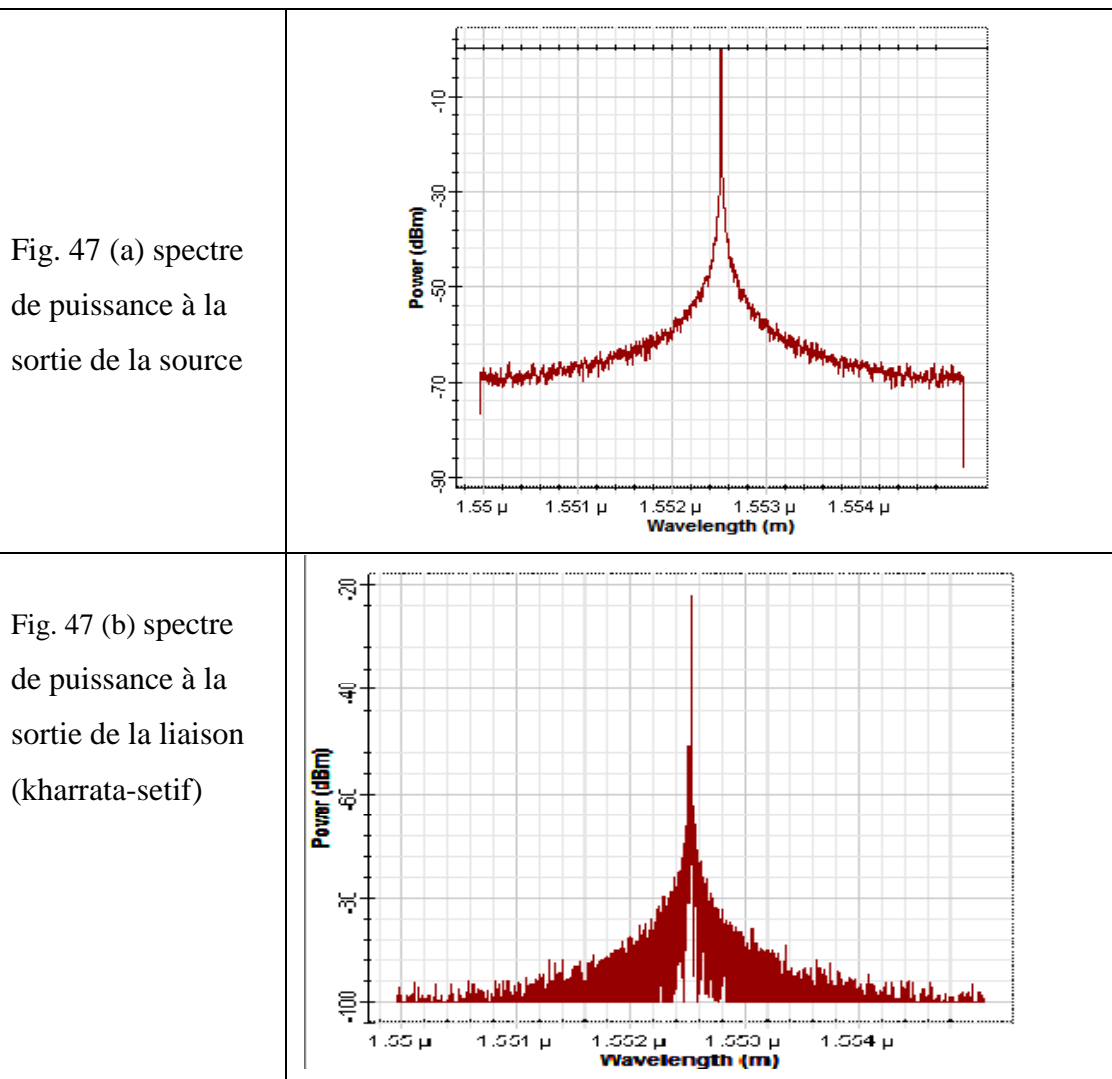 Fig. 47 (a) spectre
de puissance à la
sortie de la source
-10
-30
-50
-70
-90
Power (dBm)
1.55 µ 1.551 µ 1.552 µ 1.553 µ 1.554 µ
Wavelength (m)
Fig. 47 (b) spectre
de puissance à la
sortie de la liaison
(kharrata-setif)
-20
-40
-60
-80
-100
Power (dBm)
1.55 µ 1.551 µ 1.552 µ 1.553 µ 1.554 µ
Wavelength (m)